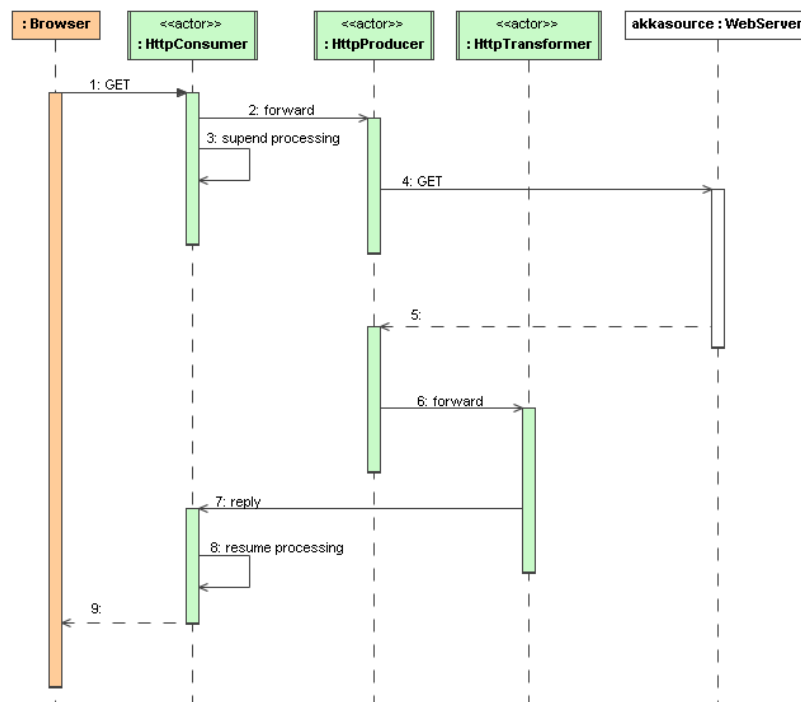 : Browser
<<actor>>
: HttpConsumer
<<actor>>
: HttpProducer
<<actor>>
: HttpTransformer
akkasource : WebServer
1: GET
2: forward
3: supend processing
4: GET
5:
6: forward
7: reply
8: resume processing
9: